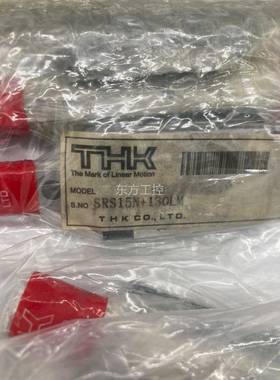 THK
The Mark of Linear Motion
MODEL
东方工控
S.NO SRS15N+130LM
THK CO., LTD.